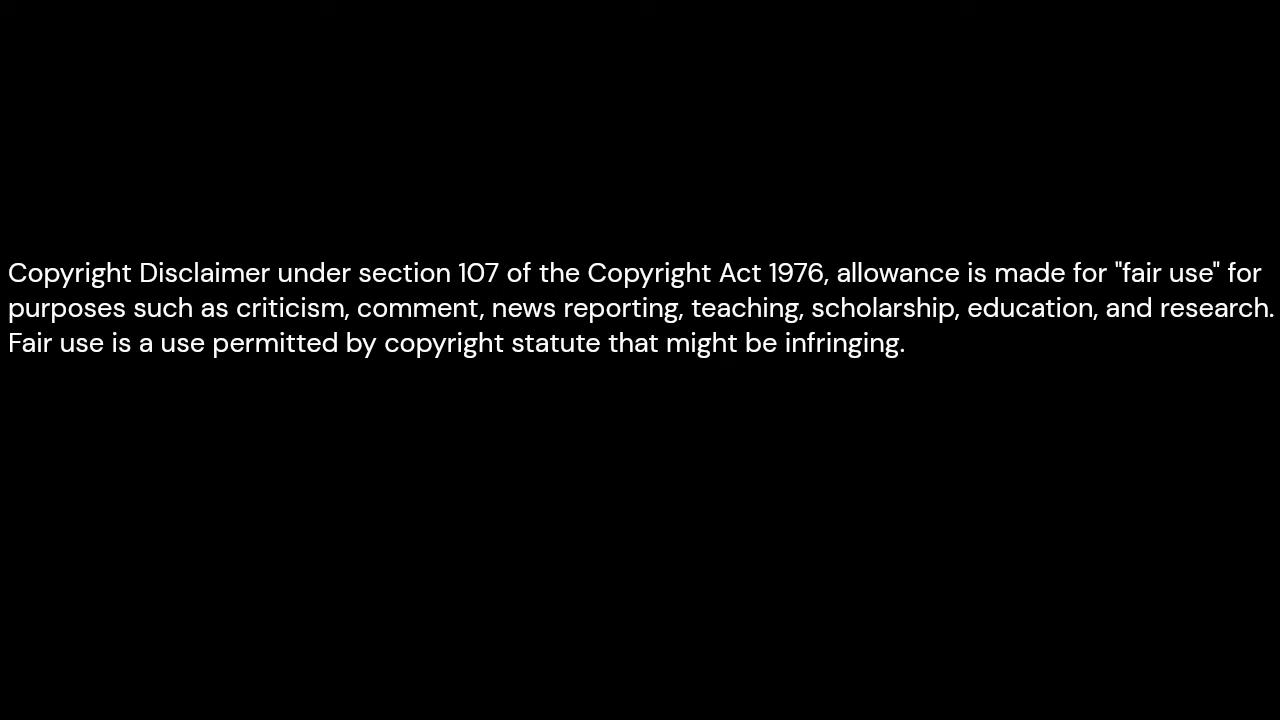 Copyright Disclaimer under section 107 of the Copyright Act 1976, allowance is made for "fair use" for
purposes such as criticism, comment, news reporting, teaching, scholarship, education, and research.
Fair use is a use permitted by copyright statute that might be infringing.